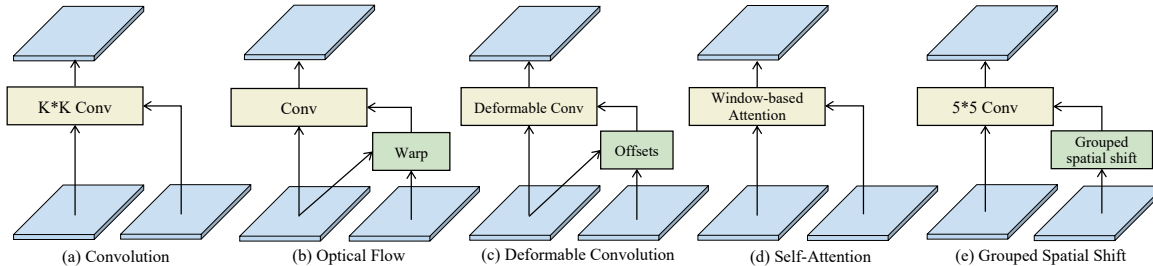 K*K Conv
Conv
Warp
Deformable Conv
Offsets
Window-based
Attention
5*5 Conv
Grouped
spatial shift
(a) Convolution
(b) Optical Flow
(c) Deformable Convolution
(d) Self-Attention
(e) Grouped Spatial Shift